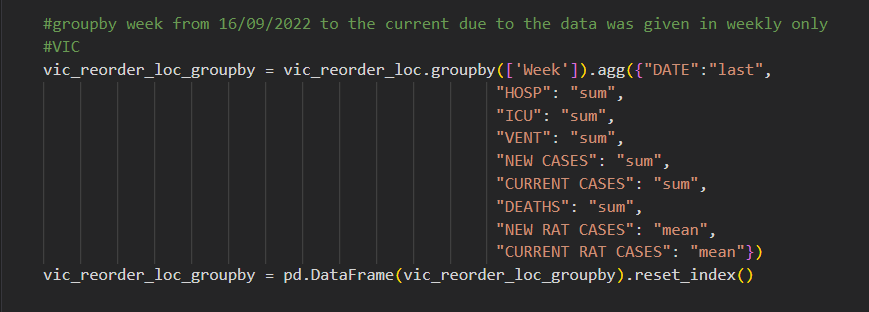 #groupby week from 16/09/2022 to the current due to the data was given in weekly only
#VIC
vic_reorder_loc_groupby = vic_reorder_loc.groupby(['Week']).agg({"DATE":"last",
"HOSP": "sum",
"ICU": "sum",
"VENT": "sum",
"NEW CASES": "sum",
"CURRENT CASES": "sum",
"DEATHS": "sum",
"NEW RAT CASES": "mean",
"CURRENT RAT CASES": "mean"})
vic_reorder_loc_groupby = pd.DataFrame(vic_reorder_loc_groupby).reset_index()